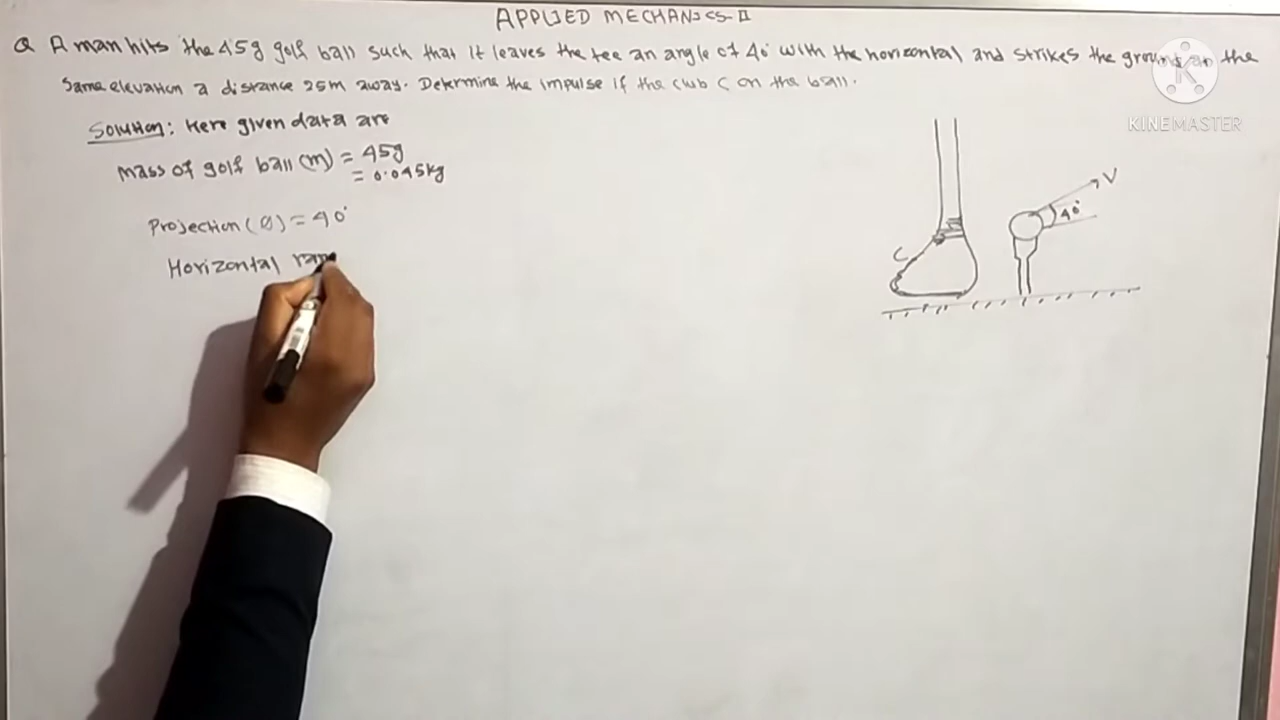 APPLIED MECHANICS-II
Q A man hits the 45g golf ball such that it leaves the tee an angle of 40° with the horizontal and strikes the ground the
same elevation a distance 25m away. Determine the impulse if the club C on the ball.
Solution: Here given data are
mass of golf ball (m) = 45g
= 0.045kg
Projection (θ) = 40°
Horizontal ran
C
V
40°
K
KINEMASTER